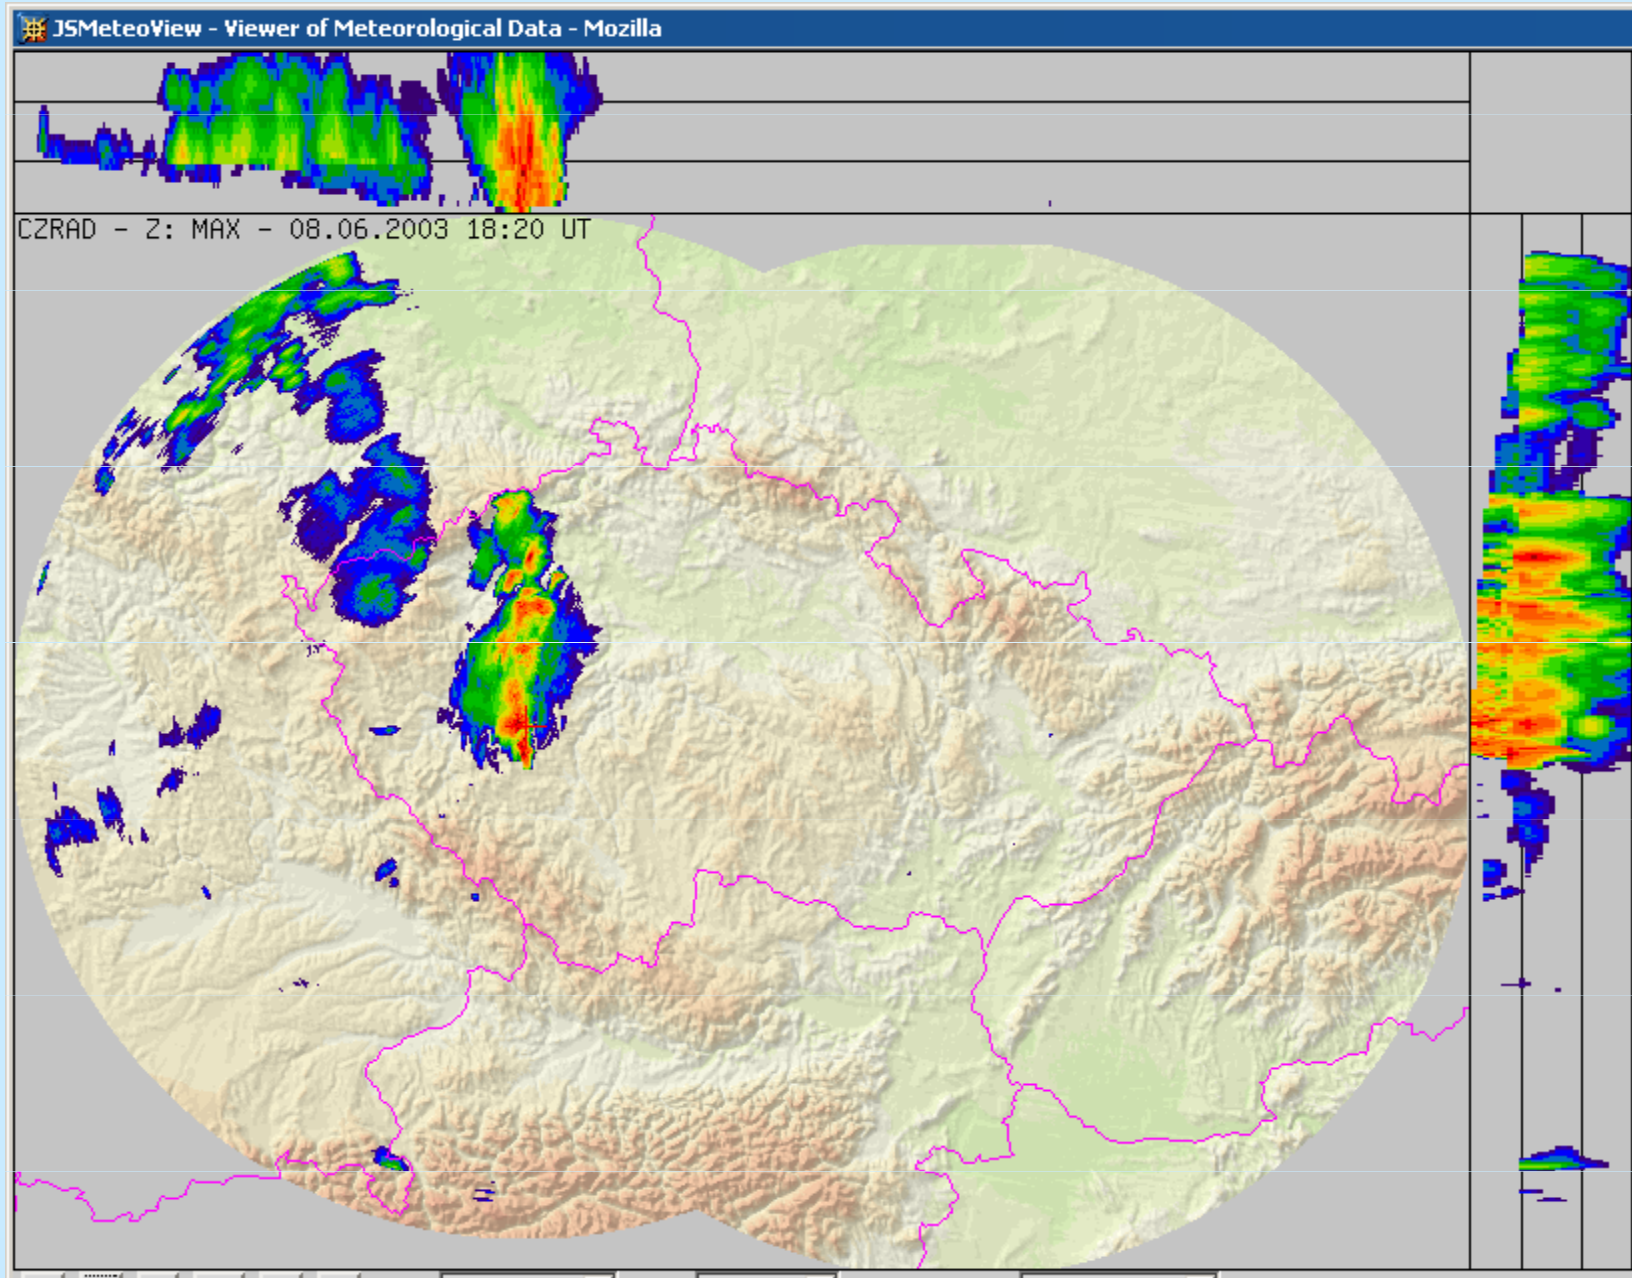 JSMeteoView - Viewer of Meteorological Data - Mozilla
CZRAD - Z: MAX - 08.06.2003 18:20 UT